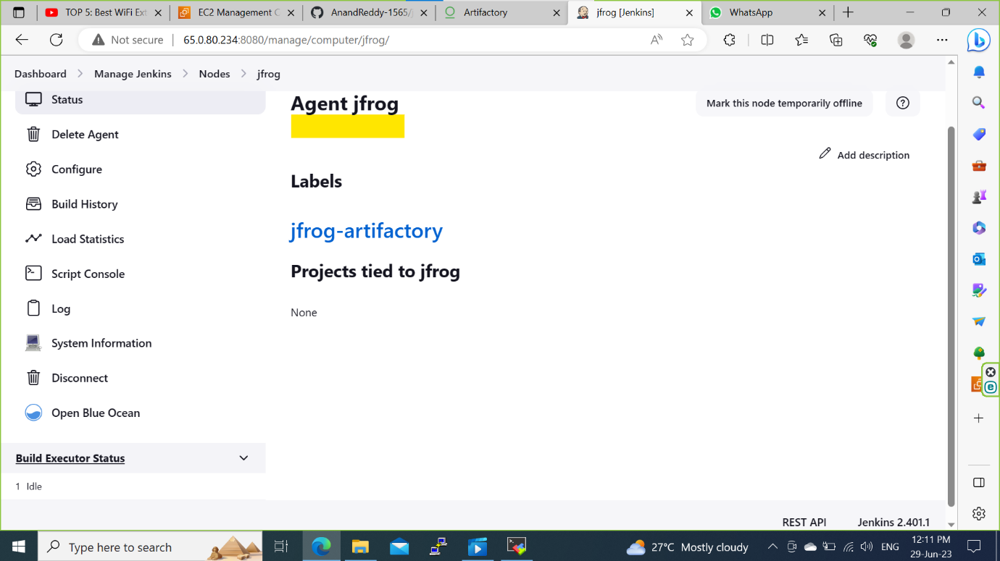 TOP 5: Best WiFi Ext
EC2 Management C
AnandReddy-1565/j
Artifactory
jfrog [Jenkins]
WhatsApp
Not secure
65.0.80.234:8080/manage/computer/jfrog/
Dashboard > Manage Jenkins > Nodes > jfrog
Status
Delete Agent
Configure
Build History
Load Statistics
Script Console
Log
System Information
Disconnect
Open Blue Ocean
Build Executor Status
1 Idle
Agent jfrog
Mark this node temporarily offline
Add description
Labels
jfrog-artifactory
Projects tied to jfrog
None
REST API
Jenkins 2.401.1
Type here to search
27°C Mostly cloudy
ENG
12:11 PM
29-Jun-23